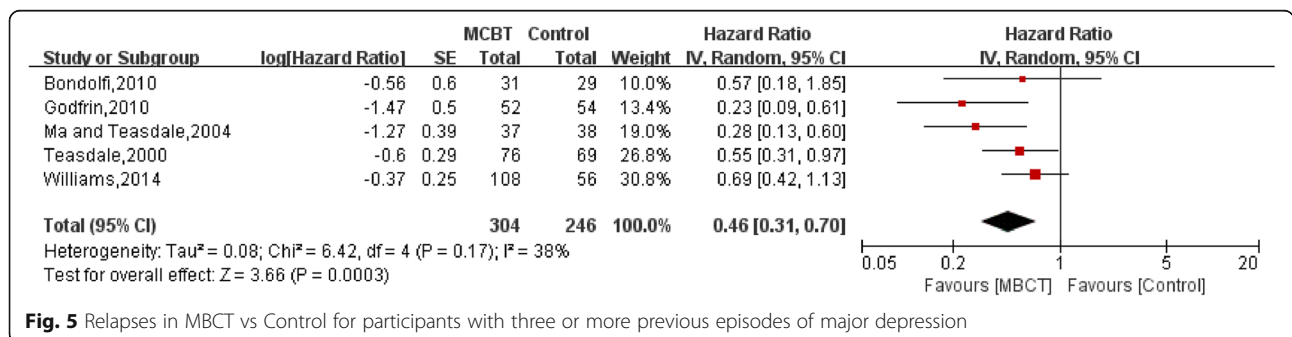 MCBT Control Hazard Ratio Hazard Ratio
Study or Subgroup log[Hazard Ratio] SE Total Total Weight IV, Random, 95% CI IV, Random, 95% CI
Bondolfi,2010 -0.56 0.6 31 29 10.0% 0.57 [0.18, 1.85]
Godfrin,2010 -1.47 0.5 52 54 13.4% 0.23 [0.09, 0.61]
Ma and Teasdale,2004 -1.27 0.39 37 38 19.0% 0.28 [0.13, 0.60]
Teasdale,2000 -0.6 0.29 76 69 26.8% 0.55 [0.31, 0.97]
Williams,2014 -0.37 0.25 108 56 30.8% 0.69 [0.42, 1.13]
Total (95% CI) 304 246 100.0% 0.46 [0.31, 0.70]
Heterogeneity: Tau² = 0.08; Chi² = 6.42, df = 4 (P = 0.17); I² = 38%
Test for overall effect: Z = 3.66 (P = 0.0003)
0.05 0.2 1 5 20
Favours [MBCT] Favours [Control]
Fig. 5 Relapses in MBCT vs Control for participants with three or more previous episodes of major depression